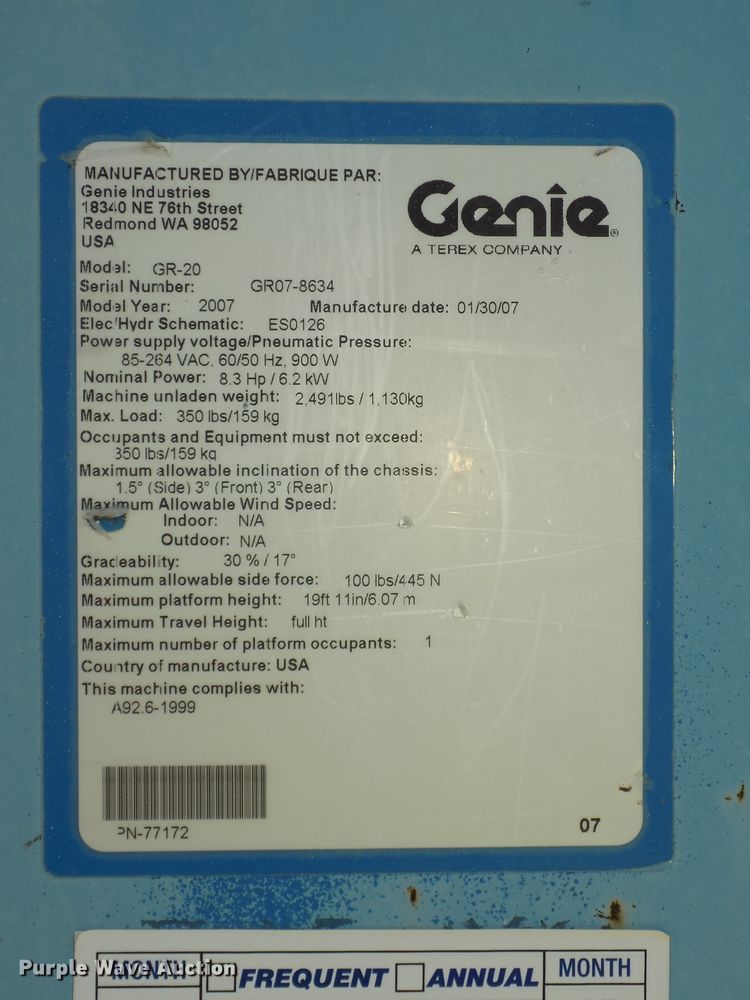 MANUFACTURED BY/FABRIQUE PAR:
Genie Industries
18340 NE 76th Street
Redmond WA 98052
USA
Genie®
A TEREX COMPANY
Model: GR-20
Serial Number: GR07-8634
Model Year: 2007 Manufacture date: 01/30/07
Elec/Hydr Schematic: ES0126
Power supply voltage/Pneumatic Pressure:
85-264 VAC, 60/50 Hz, 900 W
Nominal Power: 8.3 Hp / 6.2 kW
Machine unladen weight: 2,491lbs / 1,130kg
Max. Load: 350 lbs/159 kg
Occupants and Equipment must not exceed:
350 lbs/159 kg
Maximum allowable inclination of the chassis:
1.5° (Side) 3° (Front) 3° (Rear)
Maximum Allowable Wind Speed:
Indoor: N/A
Outdoor: N/A
Gradeability: 30 % / 17°
Maximum allowable side force: 100 lbs/445 N
Maximum platform height: 19ft 11in/6.07 m
Maximum Travel Height: full ht
Maximum number of platform occupants: 1
Country of manufacture: USA
This machine complies with:
A92.6-1999
PN-77172
07
MONTH FREQUENT ANNUAL MONTH
Purple Wave Auction